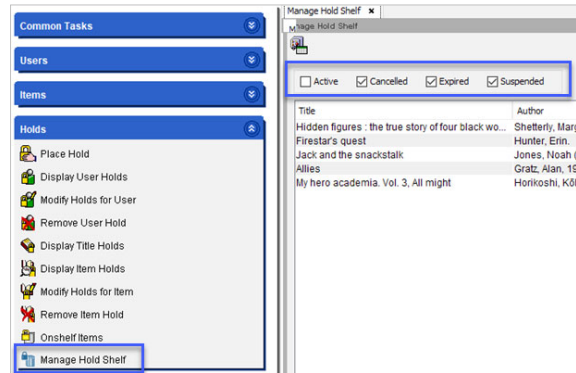 Common Tasks
Users
Items
Holds
Place Hold
Display User Holds
Modify Holds for User
Remove User Hold
Display Title Holds
Display Item Holds
Modify Holds for Item
Remove Item Hold
Onshelf Items
Manage Hold Shelf
Manage Hold Shelf
Active Cancelled Expired Suspended
Title Author
Hidden figures : the true story of four black wo... Shetterly, Mar
Firestar's quest Hunter, Erin.
Jack and the snackstalk Jones, Noah (
Allies Gratz, Alan, 19
My hero academia. Vol. 3, All might Horikoshi, Kō